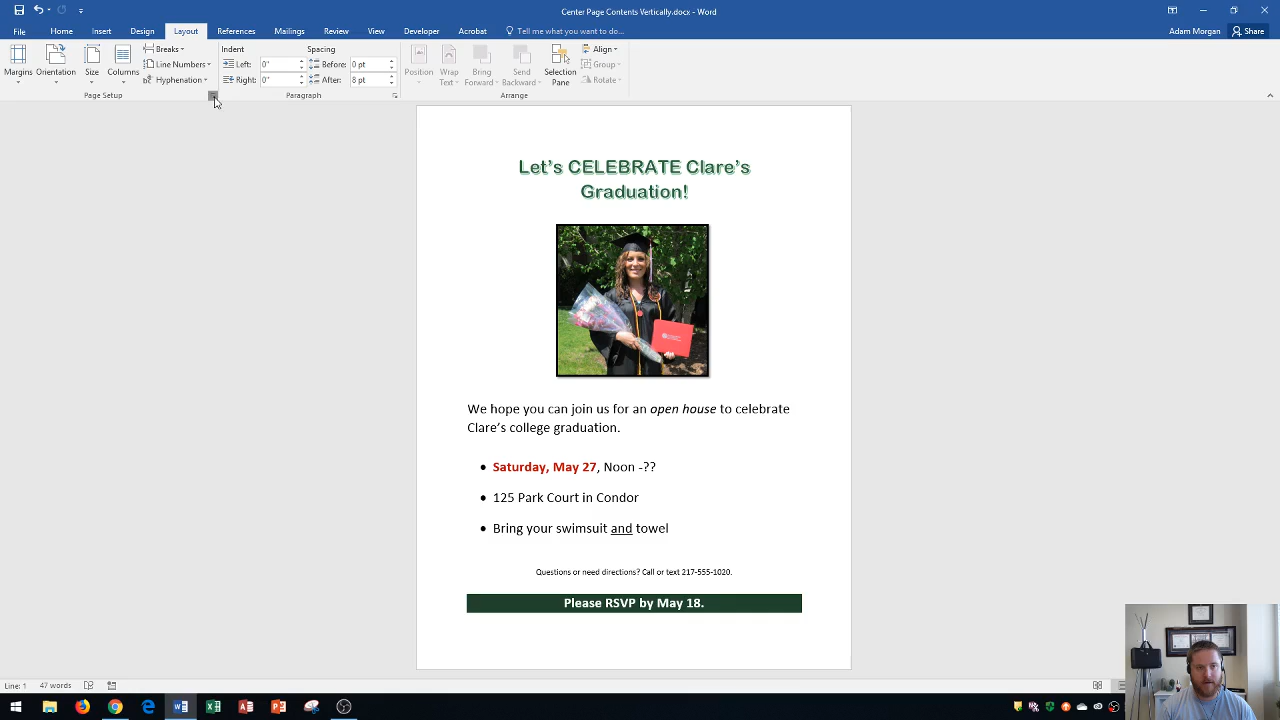 Center Page Contents Vertically.docx - Word
File Home Insert Design Layout References Mailings Review View Developer Acrobat Tell me what you want to do... Adam Morgan Share
Margins Orientation Size Columns Breaks Line Numbers Hyphenation
Page Setup
Indent Spacing
Left: 0" Before: 0 pt
Right: 0" After: 8 pt
Paragraph
Position Wrap Text Bring Forward Send Backward Selection Pane Align Group Rotate
Arrange
Let's CELEBRATE Clare's
Graduation!
We hope you can join us for an open house to celebrate
Clare's college graduation.
• Saturday, May 27, Noon -??
• 125 Park Court in Condor
• Bring your swimsuit and towel
Questions or need directions? Call or text 217-555-1020.
Please RSVP by May 18.
Line: 1 47 words